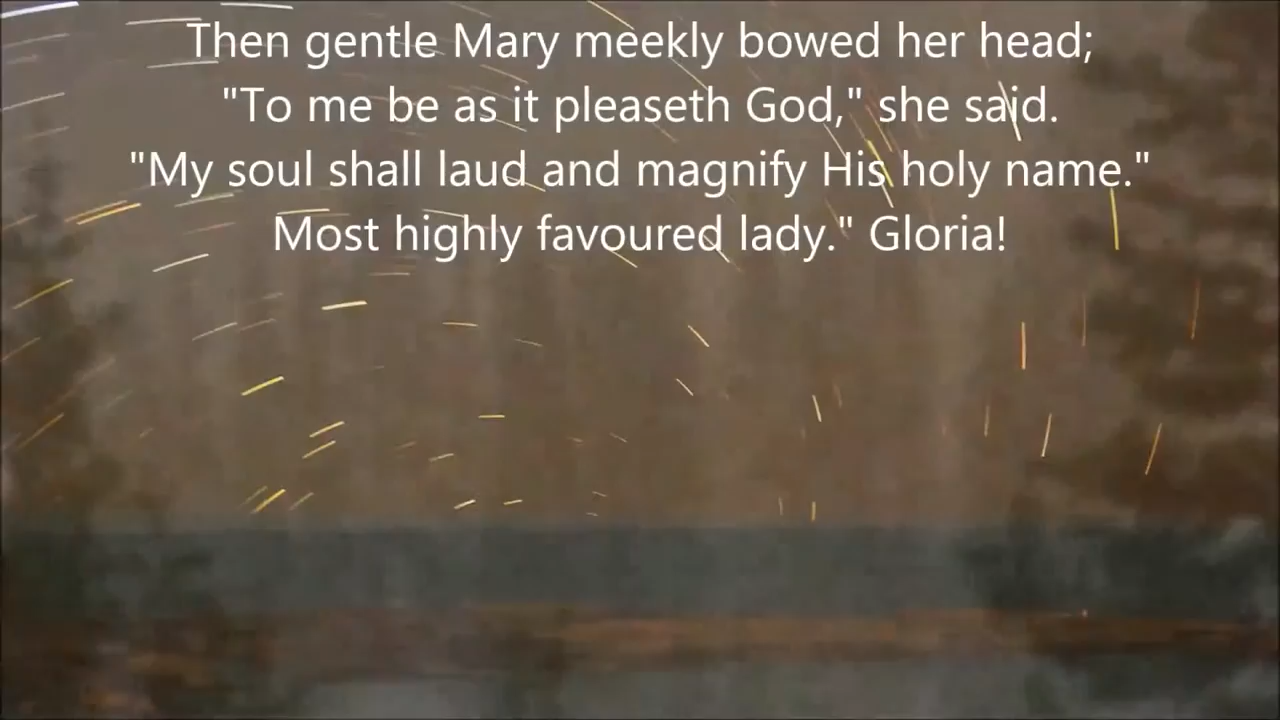 Then gentle Mary meekly bowed her head;
"To me be as it pleaseth God," she said.
"My soul shall laud and magnify His holy name."
Most highly favoured lady." Gloria!